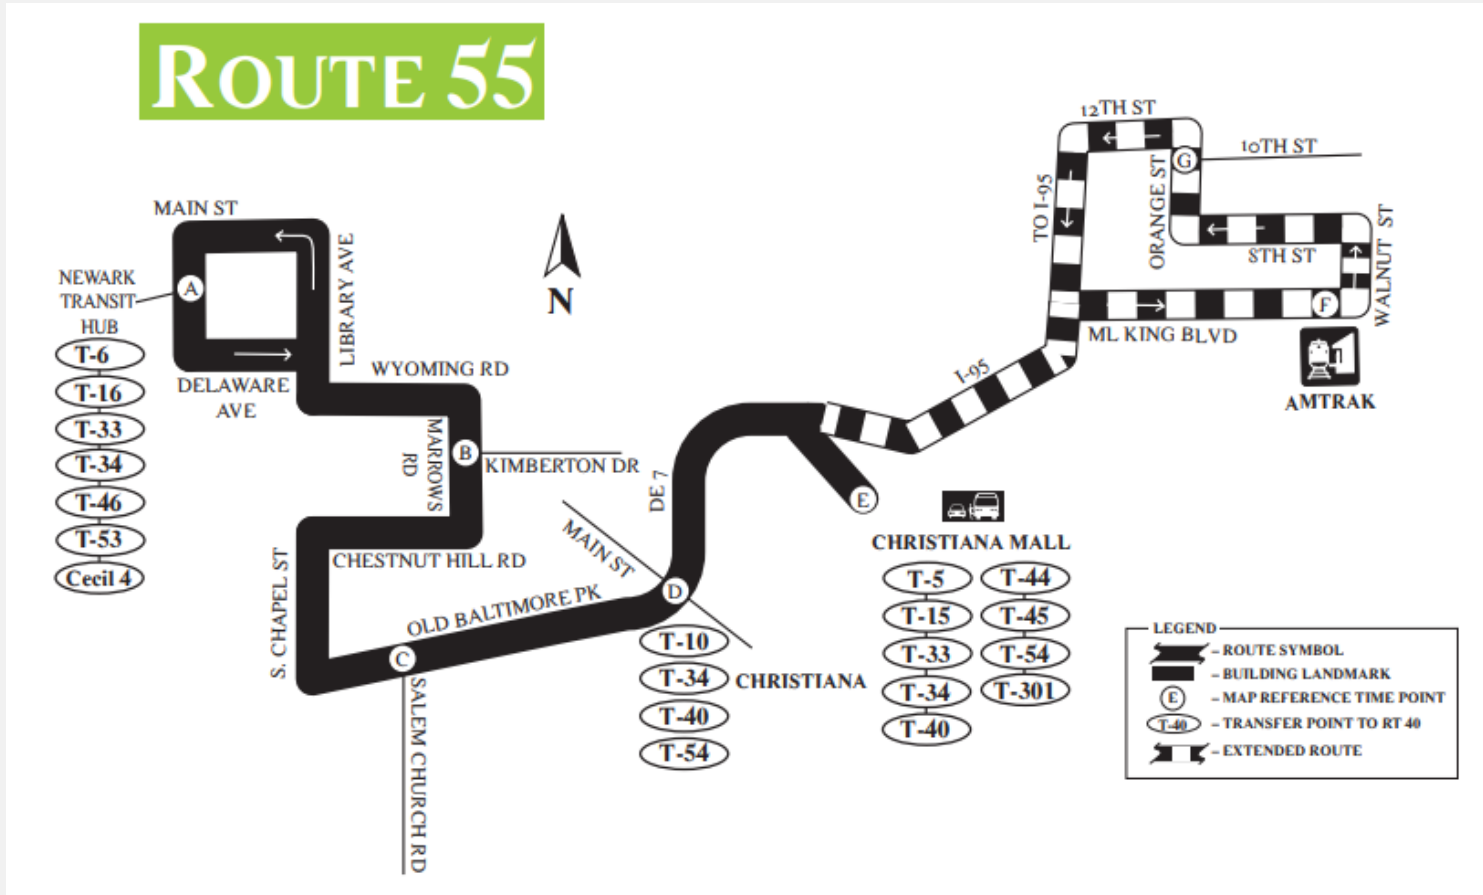 ROUTE 55
12TH ST
10TH ST
TO I-95
ORANGE ST
G
8TH ST
WALNUT ST
F
ML KING BLVD
AMTRAK
I-95
MAIN ST
LIBRARY AVE
NEWARK
TRANSIT
HUB
A
T-6
T-16
T-33
T-34
T-46
T-53
Cecil 4
DELAWARE
AVE
N
WYOMING RD
MARROWS
RD
B
KIMBERTON DR
CHESTNUT HILL RD
S. CHAPEL ST
OLD BALTIMORE PK
C
SALEM CHURCH RD
MAIN ST
DE 7
D
T-10
T-34
T-40
T-54
CHRISTIANA
E
CHRISTIANA MALL
T-5
T-15
T-33
T-34
T-40
T-44
T-45
T-54
T-301
LEGEND
– ROUTE SYMBOL
– BUILDING LANDMARK
E – MAP REFERENCE TIME POINT
T-40 – TRANSFER POINT TO RT 40
– EXTENDED ROUTE